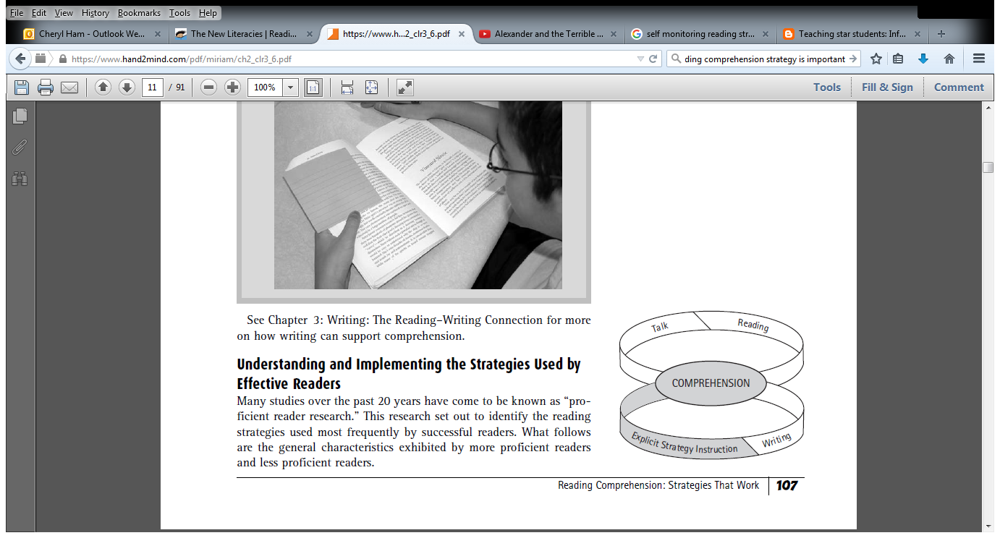 File Edit View History Bookmarks Tools Help
Cheryl Ham - Outlook We... × The New Literacies | Readi... × https://www.h...2_clr3_6.pdf × Alexander and the Terrible ... × self monitoring reading str... × Teaching star students: Inf... × +
https://www.hand2mind.com/pdf/miriam/ch2_clr3_6.pdf ding comprehension strategy is important
11 / 91 100% 1:1 Tools Fill & Sign Comment
See Chapter 3: Writing: The Reading–Writing Connection for more
on how writing can support comprehension.
Understanding and Implementing the Strategies Used by
Effective Readers
Many studies over the past 20 years have come to be known as “pro-
ficient reader research.” This research set out to identify the reading
strategies used most frequently by successful readers. What follows
are the general characteristics exhibited by more proficient readers
and less proficient readers.
Talk Reading
COMPREHENSION
Explicit Strategy Instruction Writing
Reading Comprehension: Strategies That Work 107